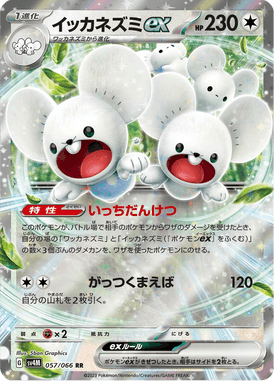 1進化
イッカネズミex
HP 230
ワッカネズミから進化
特性
いっちだんけつ
このポケモンが、バトル場で相手のポケモンからワザのダメージを受けたとき、
自分の場の「ワッカネズミ」と「イッカネズミ(「ポケモンex」をふくむ)」
の数×3個ぶんのダメカンを、ワザを使ったポケモンにのせる。
がっつくまえば 120
自分の山札を2枚引く。
弱点 ×2 抵抗力 にげる
Illus. 5ban Graphics
G SV4M 057/066 RR
exルール
ポケモンexがきぜつしたとき、相手はサイドを2枚とる。
©2023 Pokémon/Nintendo/Creatures/GAME FREAK